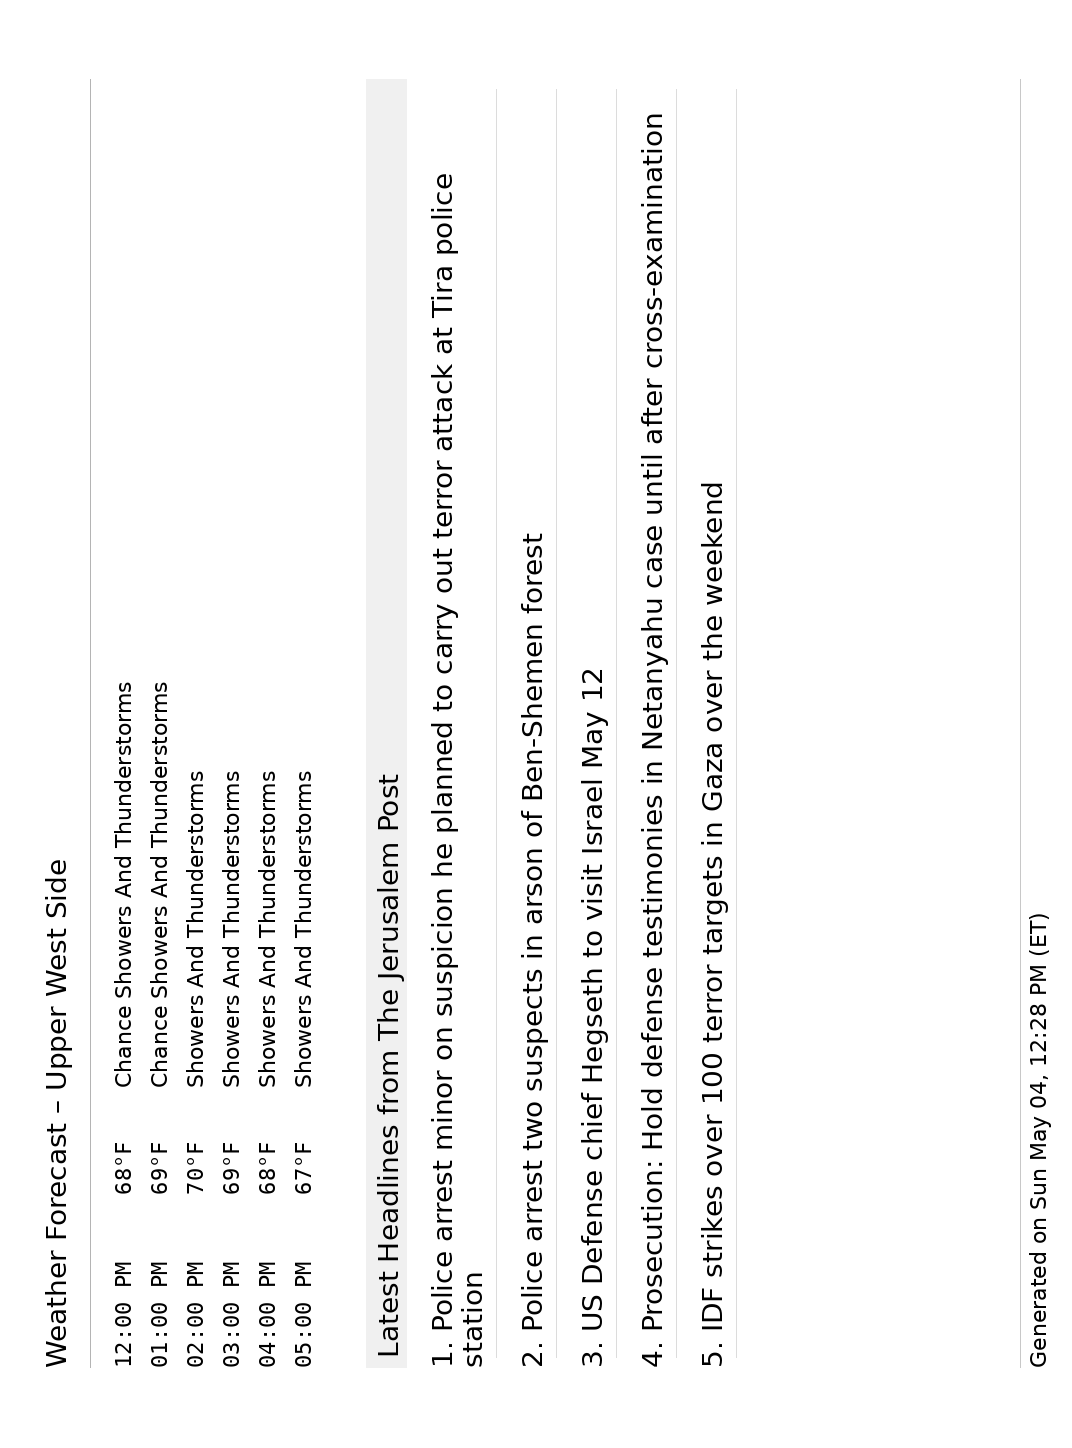 Weather Forecast – Upper West Side
12:00 PM 68°F Chance Showers And Thunderstorms
01:00 PM 69°F Chance Showers And Thunderstorms
02:00 PM 70°F Showers And Thunderstorms
03:00 PM 69°F Showers And Thunderstorms
04:00 PM 68°F Showers And Thunderstorms
05:00 PM 67°F Showers And Thunderstorms
Latest Headlines from The Jerusalem Post
1. Police arrest minor on suspicion he planned to carry out terror attack at Tira police
station
2. Police arrest two suspects in arson of Ben-Shemen forest
3. US Defense chief Hegseth to visit Israel May 12
4. Prosecution: Hold defense testimonies in Netanyahu case until after cross-examination
5. IDF strikes over 100 terror targets in Gaza over the weekend
Generated on Sun May 04, 12:28 PM (ET)